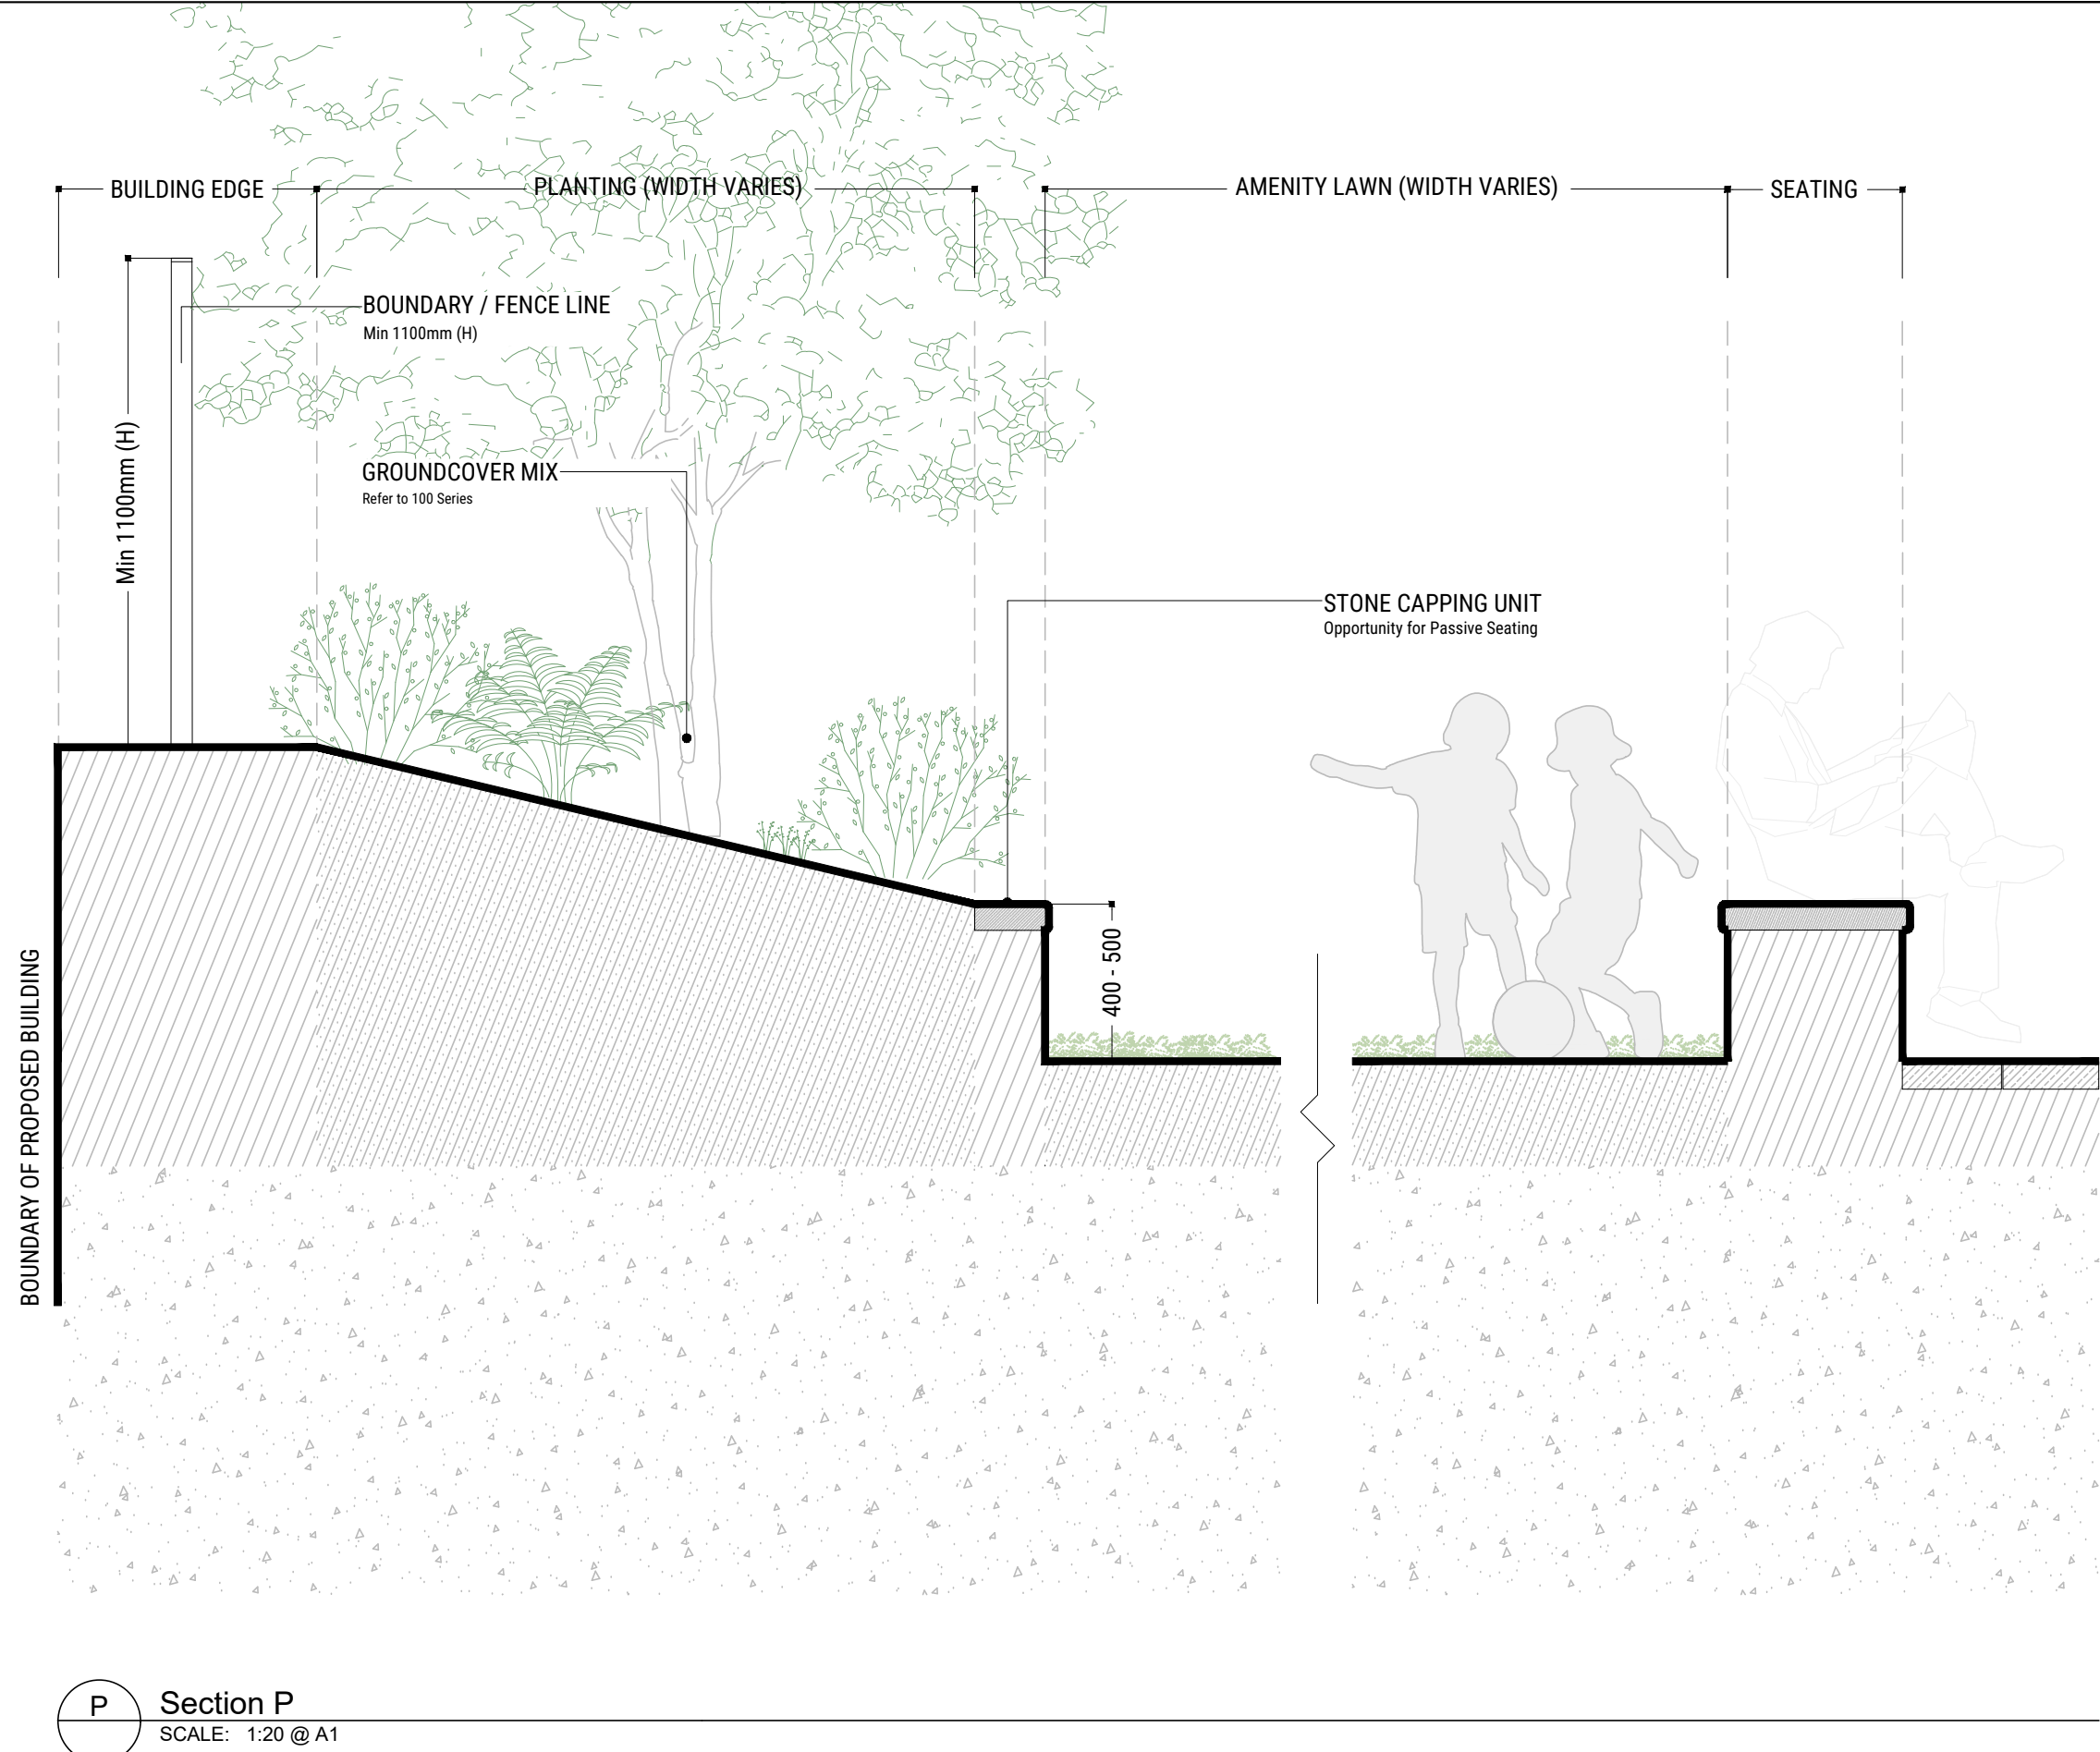 BUILDING EDGE
PLANTING (WIDTH VARIES)
AMENITY LAWN (WIDTH VARIES)
SEATING
BOUNDARY / FENCE LINE
Min 1100mm (H)
Min 1100mm (H)
GROUNDCOVER MIX
Refer to 100 Series
STONE CAPPING UNIT
Opportunity for Passive Seating
400 - 500
BOUNDARY OF PROPOSED BUILDING
P
Section P
SCALE: 1:20 @ A1